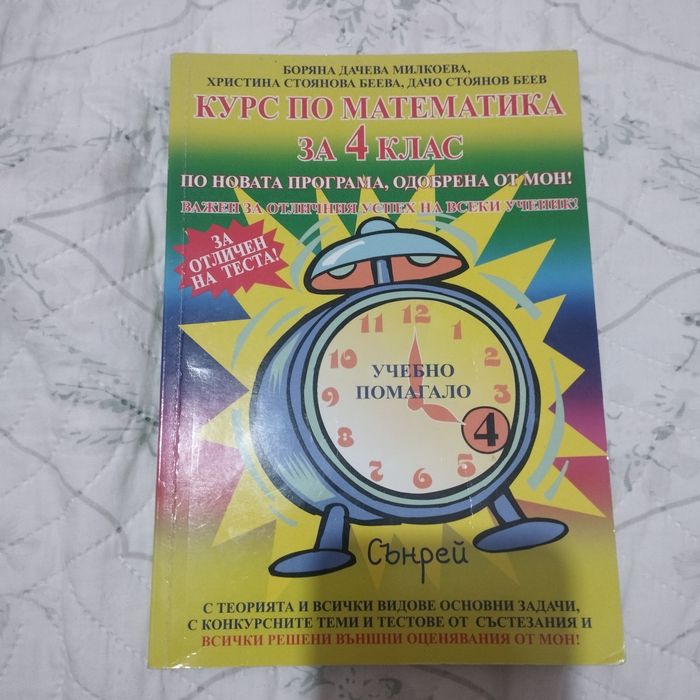 БОРЯНА ДАЧЕВА МИЛКОЕВА,
ХРИСТИНА СТОЯНОВА БЕЕВА, ДАЧО СТОЯНОВ БЕЕВ
КУРС ПО МАТЕМАТИКА
ЗА 4 КЛАС
ПО НОВАТА ПРОГРАМА, ОДОБРЕНА ОТ МОН!
ВАЖЕН ЗА ОТЛИЧНИЯ УСПЕХ НА ВСЕКИ УЧЕНИК!
ЗА
ОТЛИЧЕН
НА ТЕСТА!
11 12 1
10 2
УЧЕБНО
ПОМАГАЛО
9 3
8 4
7 6 5
Сънрей
С ТЕОРИЯТА И ВСИЧКИ ВИДОВЕ ОСНОВНИ ЗАДАЧИ,
С КОНКУРСНИТЕ ТЕМИ И ТЕСТОВЕ ОТ СЪСТЕЗАНИЯ И
ВСИЧКИ РЕШЕНИ ВЪНШНИ ОЦЕНЯВАНИЯ ОТ МОН!